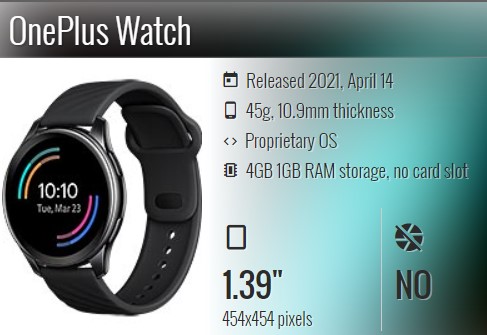 OnePlus Watch
Released 2021, April 14
45g, 10.9mm thickness
Proprietary OS
4GB 1GB RAM storage, no card slot
10:10
Tue, Mar 23
1.39"
NO
454x454 pixels